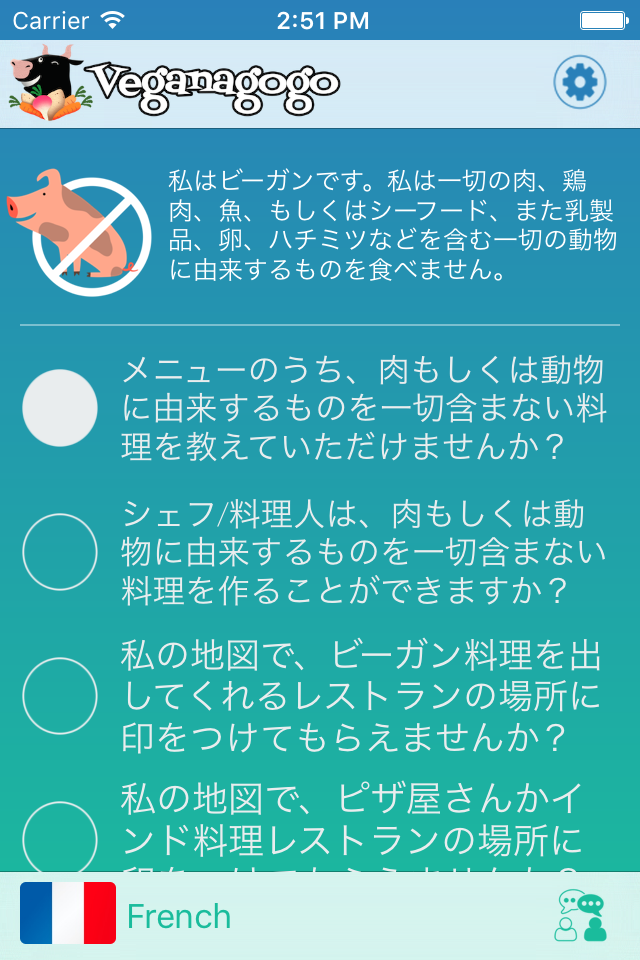 Carrier 2:51 PM
Veganagogo
私はビーガンです。私は一切の肉、鶏
肉、魚、もしくはシーフード、また乳製
品、卵、ハチミツなどを含む一切の動物
に由来するものを食べません。
メニューのうち、肉もしくは動物
に由来するものを一切含まない料
理を教えていただけませんか？
シェフ/料理人は、肉もしくは動
物に由来するものを一切含まない
料理を作ることができますか？
私の地図で、ビーガン料理を出
してくれるレストランの場所に
印をつけてもらえませんか？
私の地図で、ピザ屋さんかイ
ンド料理レストランの場所に
French